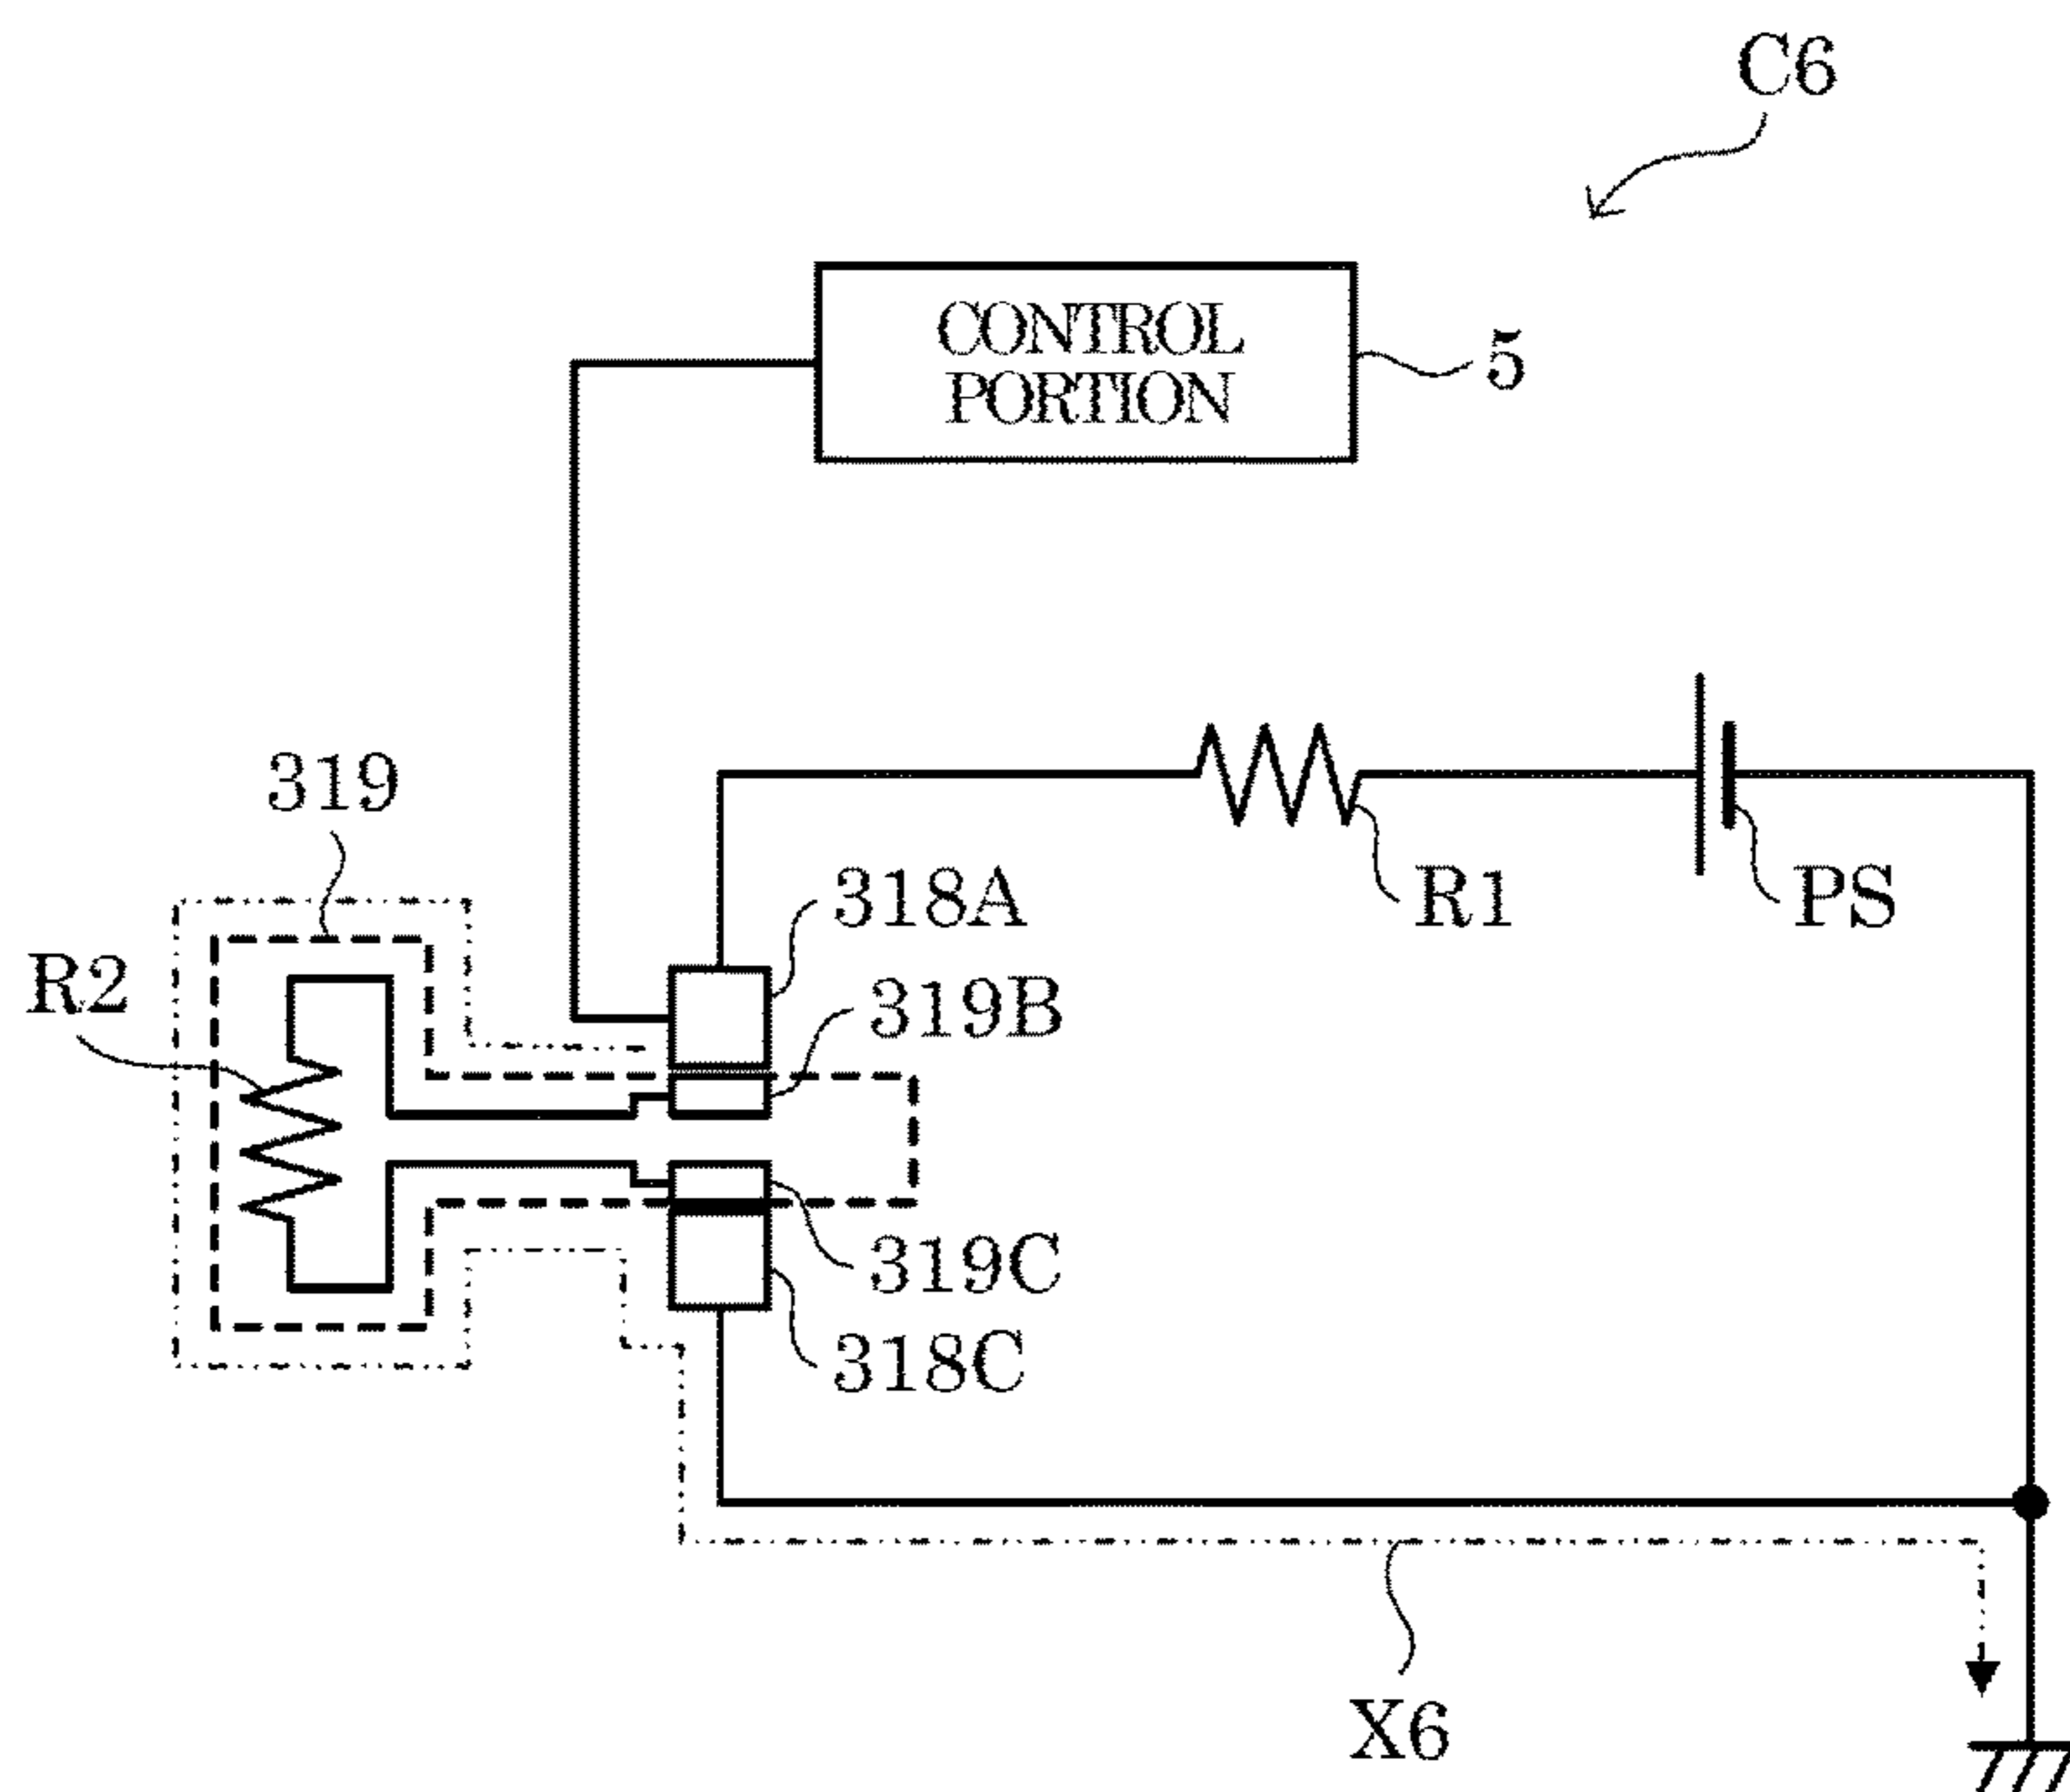 C6
CONTROL
PORTION
5
319
318A
R1
PS
R2
319B
319C
318C
X6